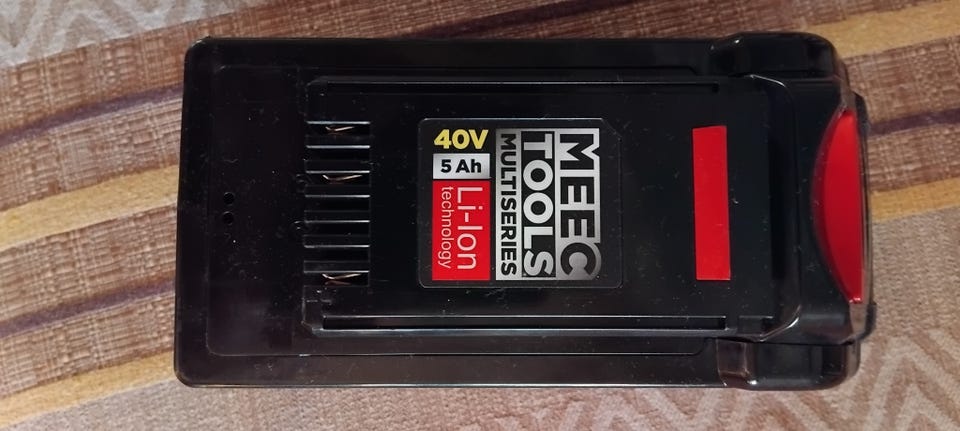 40V
5 Ah
Li-Ion
technology
MEEC
TOOLS
MULTISERIES